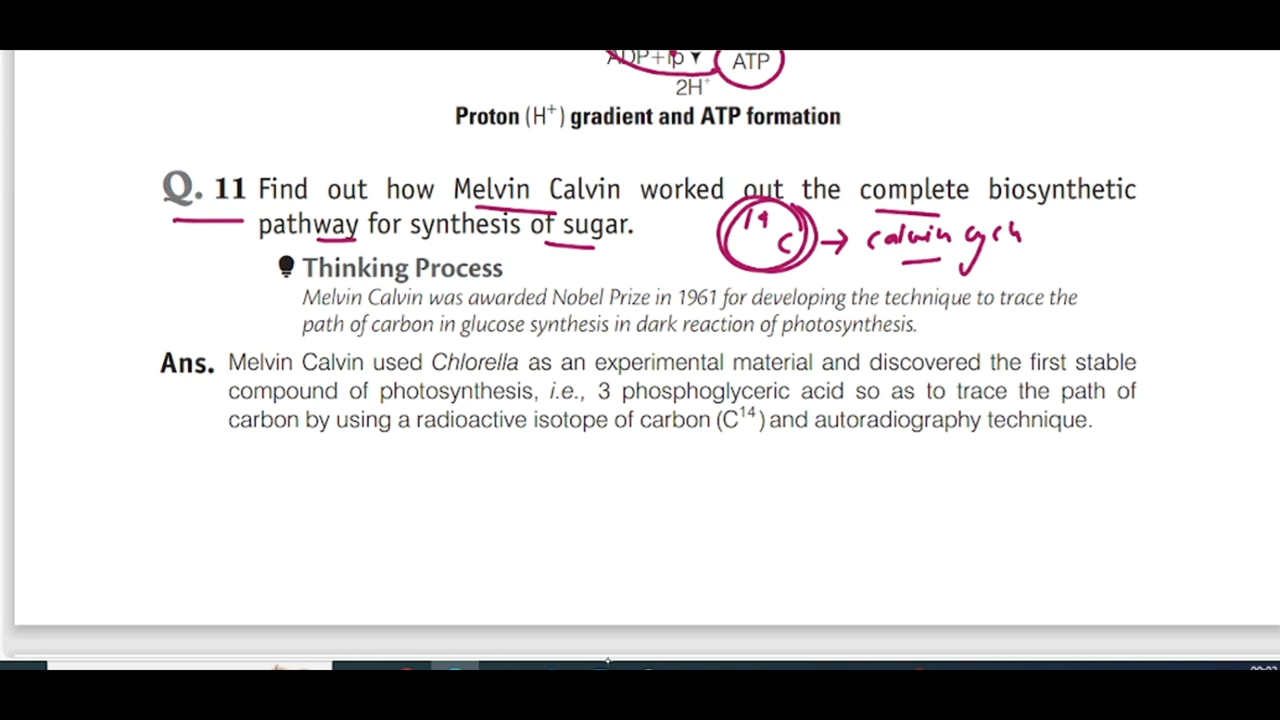 ADP+ip ATP
2H⁺
Proton (H⁺) gradient and ATP formation
Q. 11 Find out how Melvin Calvin worked out the complete biosynthetic
pathway for synthesis of sugar.
¹⁴C → calvin
Thinking Process
Melvin Calvin was awarded Nobel Prize in 1961 for developing the technique to trace the
path of carbon in glucose synthesis in dark reaction of photosynthesis.
Ans. Melvin Calvin used Chlorella as an experimental material and discovered the first stable
compound of photosynthesis, i.e., 3 phosphoglyceric acid so as to trace the path of
carbon by using a radioactive isotope of carbon (C¹⁴) and autoradiography technique.